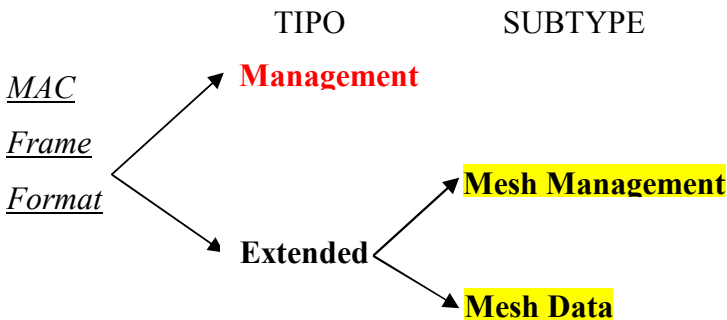 TIPO SUBTYPE
MAC
Frame
Format
Management
Extended
Mesh Management
Mesh Data